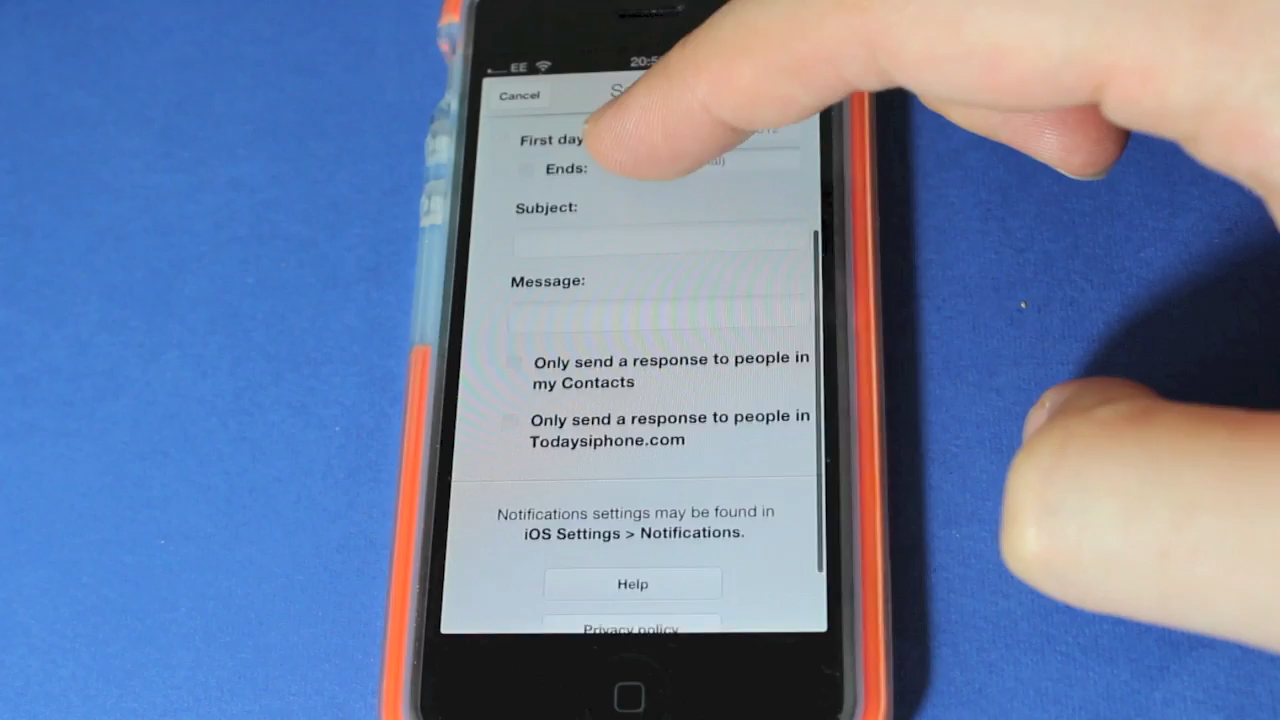 EE 20:5
Cancel
First day
Ends:
Subject:
Message:
Only send a response to people in
my Contacts
Only send a response to people in
Todaysiphone.com
Notifications settings may be found in
iOS Settings > Notifications.
Help
Privacy policy